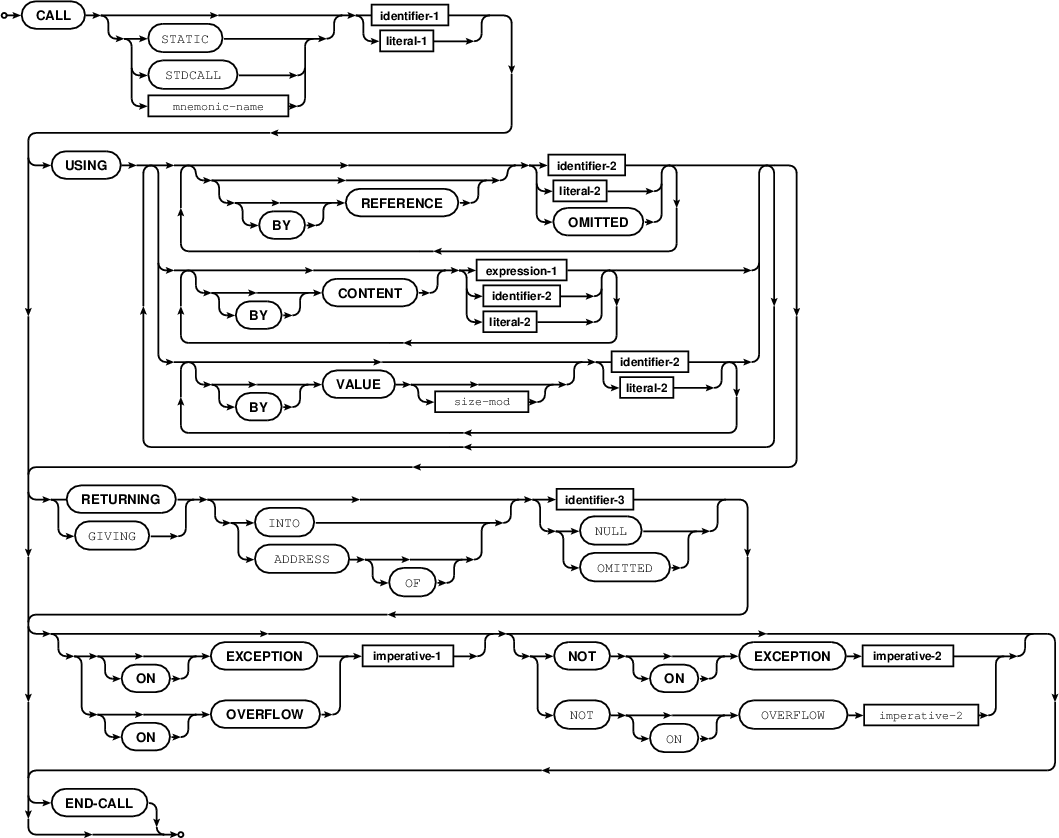 CALL identifier-1
STATIC literal-1
STDCALL
mnemonic-name
USING identifier-2
literal-2
REFERENCE
BY OMITTED
expression-1
CONTENT identifier-2
BY literal-2
identifier-2
VALUE literal-2
BY size-mod
RETURNING identifier-3
INTO NULL
GIVING
ADDRESS OMITTED
OF
EXCEPTION imperative-1 NOT EXCEPTION imperative-2
ON ON
OVERFLOW NOT OVERFLOW imperative-2
ON ON
END-CALL